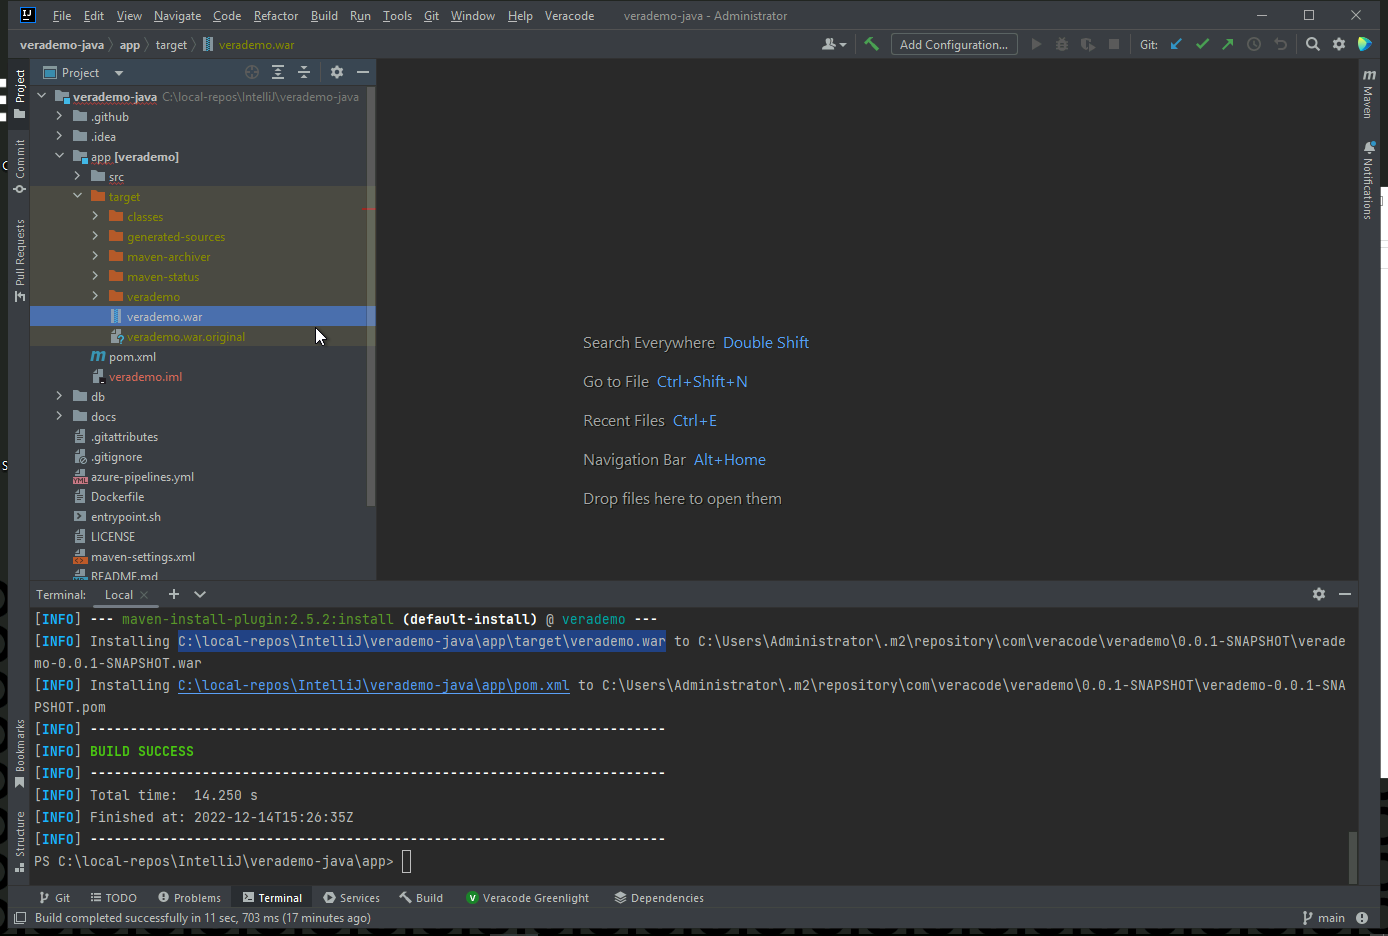 File Edit View Navigate Code Refactor Build Run Tools Git Window Help Veracode verademo-java - Administrator
verademo-java app target verademo.war Add Configuration... Git:
Project
verademo-java C:\local-repos\IntelliJ\verademo-java
.github
.idea
app [verademo]
src
target
classes
generated-sources
maven-archiver
maven-status
verademo
verademo.war
verademo.war.original
pom.xml
verademo.iml
db
docs
.gitattributes
.gitignore
azure-pipelines.yml
Dockerfile
entrypoint.sh
LICENSE
maven-settings.xml
README.md
Project
Commit
Pull Requests
Bookmarks
Structure
Search Everywhere Double Shift
Go to File Ctrl+Shift+N
Recent Files Ctrl+E
Navigation Bar Alt+Home
Drop files here to open them
m
Maven
Notifications
Terminal: Local
[INFO] --- maven-install-plugin:2.5.2:install (default-install) @ verademo ---
[INFO] Installing C:\local-repos\IntelliJ\verademo-java\app\target\verademo.war to C:\Users\Administrator\.m2\repository\com\veracode\verademo\0.0.1-SNAPSHOT\verade
mo-0.0.1-SNAPSHOT.war
[INFO] Installing C:\local-repos\IntelliJ\verademo-java\app\pom.xml to C:\Users\Administrator\.m2\repository\com\veracode\verademo\0.0.1-SNAPSHOT\verademo-0.0.1-SNA
PSHOT.pom
[INFO] ------------------------------------------------------------------------
[INFO] BUILD SUCCESS
[INFO] ------------------------------------------------------------------------
[INFO] Total time:  14.250 s
[INFO] Finished at: 2022-12-14T15:26:35Z
[INFO] ------------------------------------------------------------------------
PS C:\local-repos\IntelliJ\verademo-java\app>
Git TODO Problems Terminal Services Build Veracode Greenlight Dependencies
Build completed successfully in 11 sec, 703 ms (17 minutes ago) main